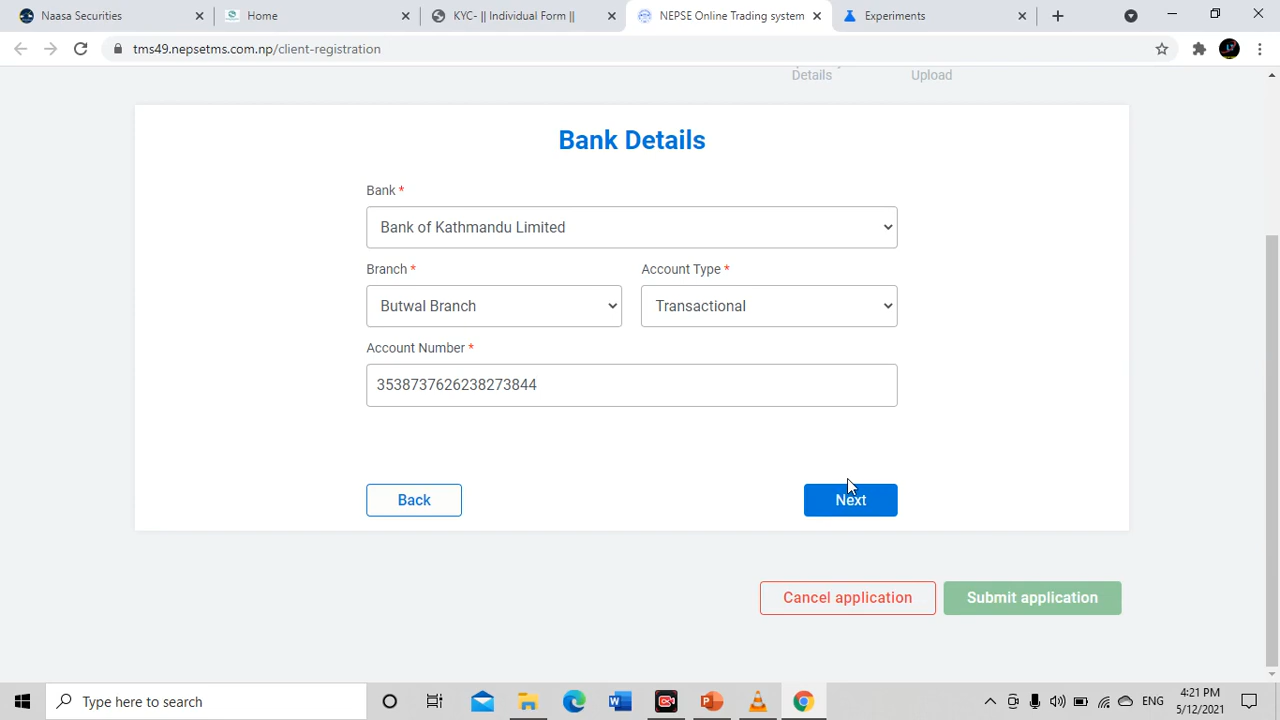 Naasa Securities
Home
KYC- || Individual Form ||
NEPSE Online Trading system
Experiments
tms49.nepsetms.com.np/client-registration
Details
Upload
Bank Details
Bank *
Bank of Kathmandu Limited
Branch *
Account Type *
Butwal Branch
Transactional
Account Number *
3538737626238273844
Back
Next
Cancel application
Submit application
Type here to search
ENG
4:21 PM
5/12/2021